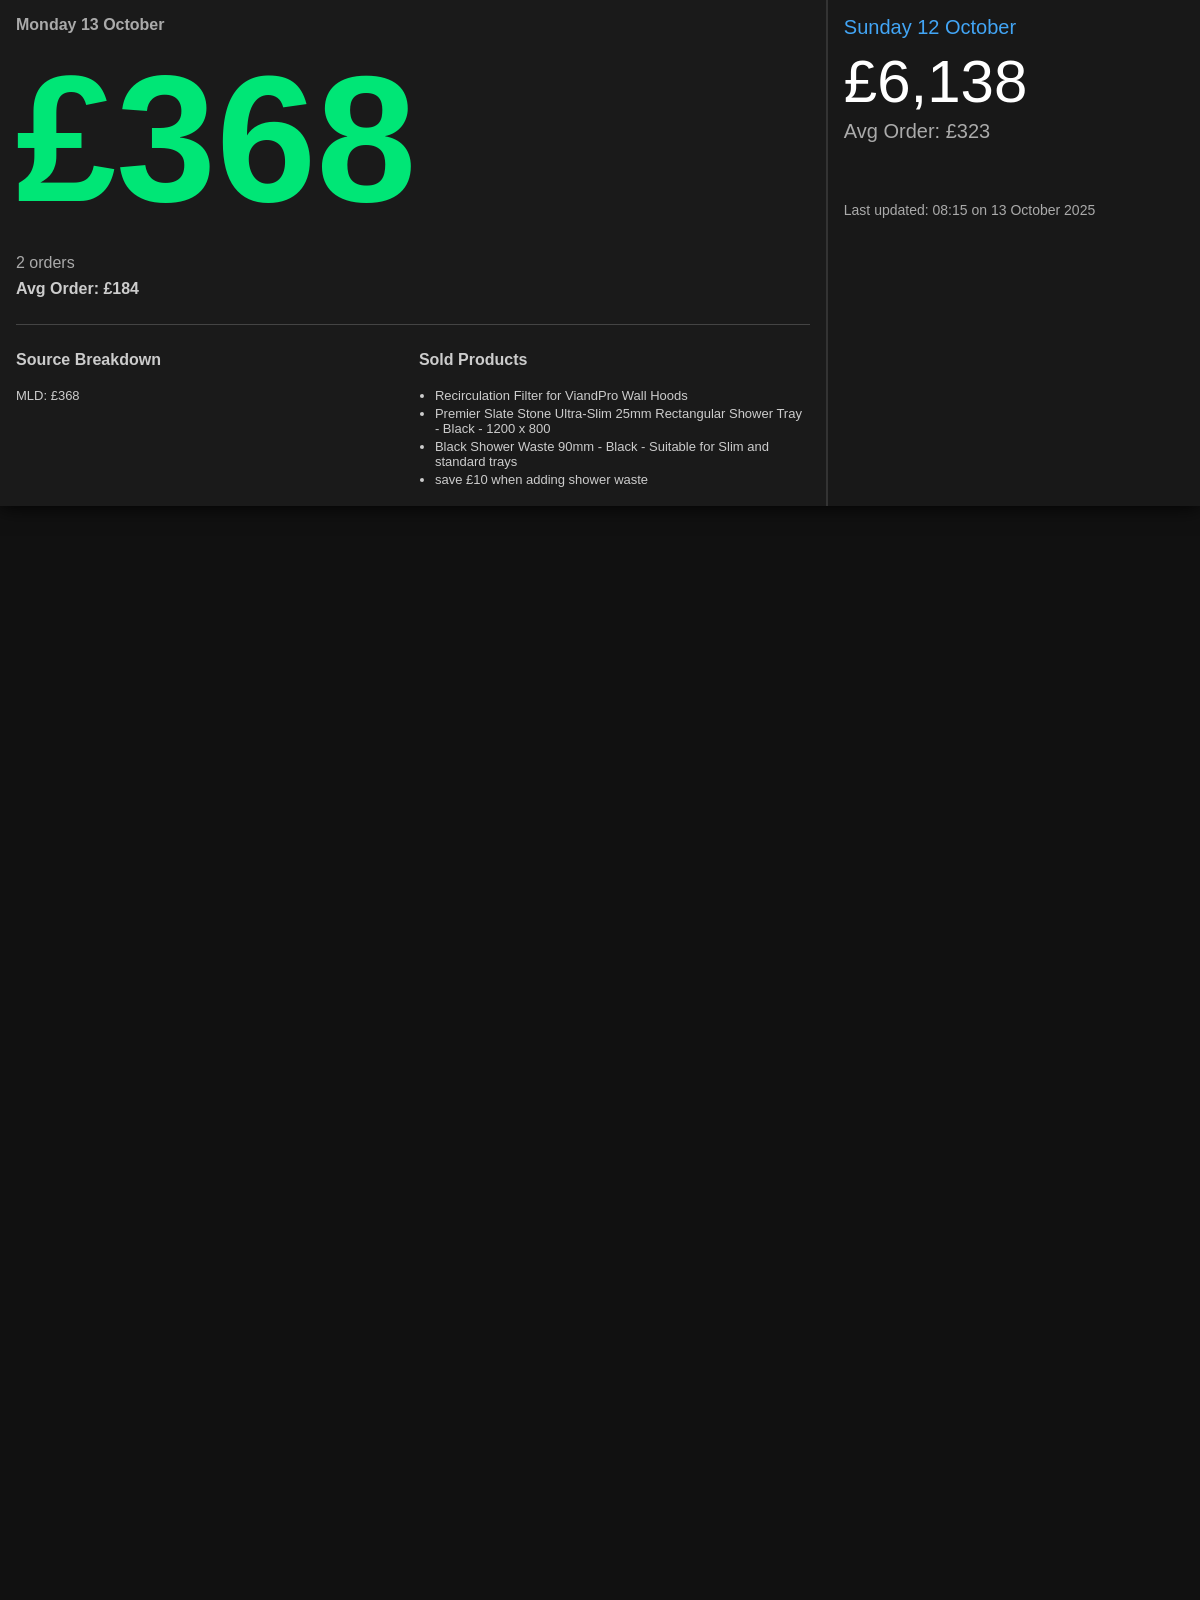 Monday 13 October
£368
2 orders
Avg Order: £184
Source Breakdown
MLD: £368
Sold Products
• Recirculation Filter for ViandPro Wall Hoods
• Premier Slate Stone Ultra-Slim 25mm Rectangular Shower Tray
- Black - 1200 x 800
• Black Shower Waste 90mm - Black - Suitable for Slim and
standard trays
• save £10 when adding shower waste
Sunday 12 October
£6,138
Avg Order: £323
Last updated: 08:15 on 13 October 2025